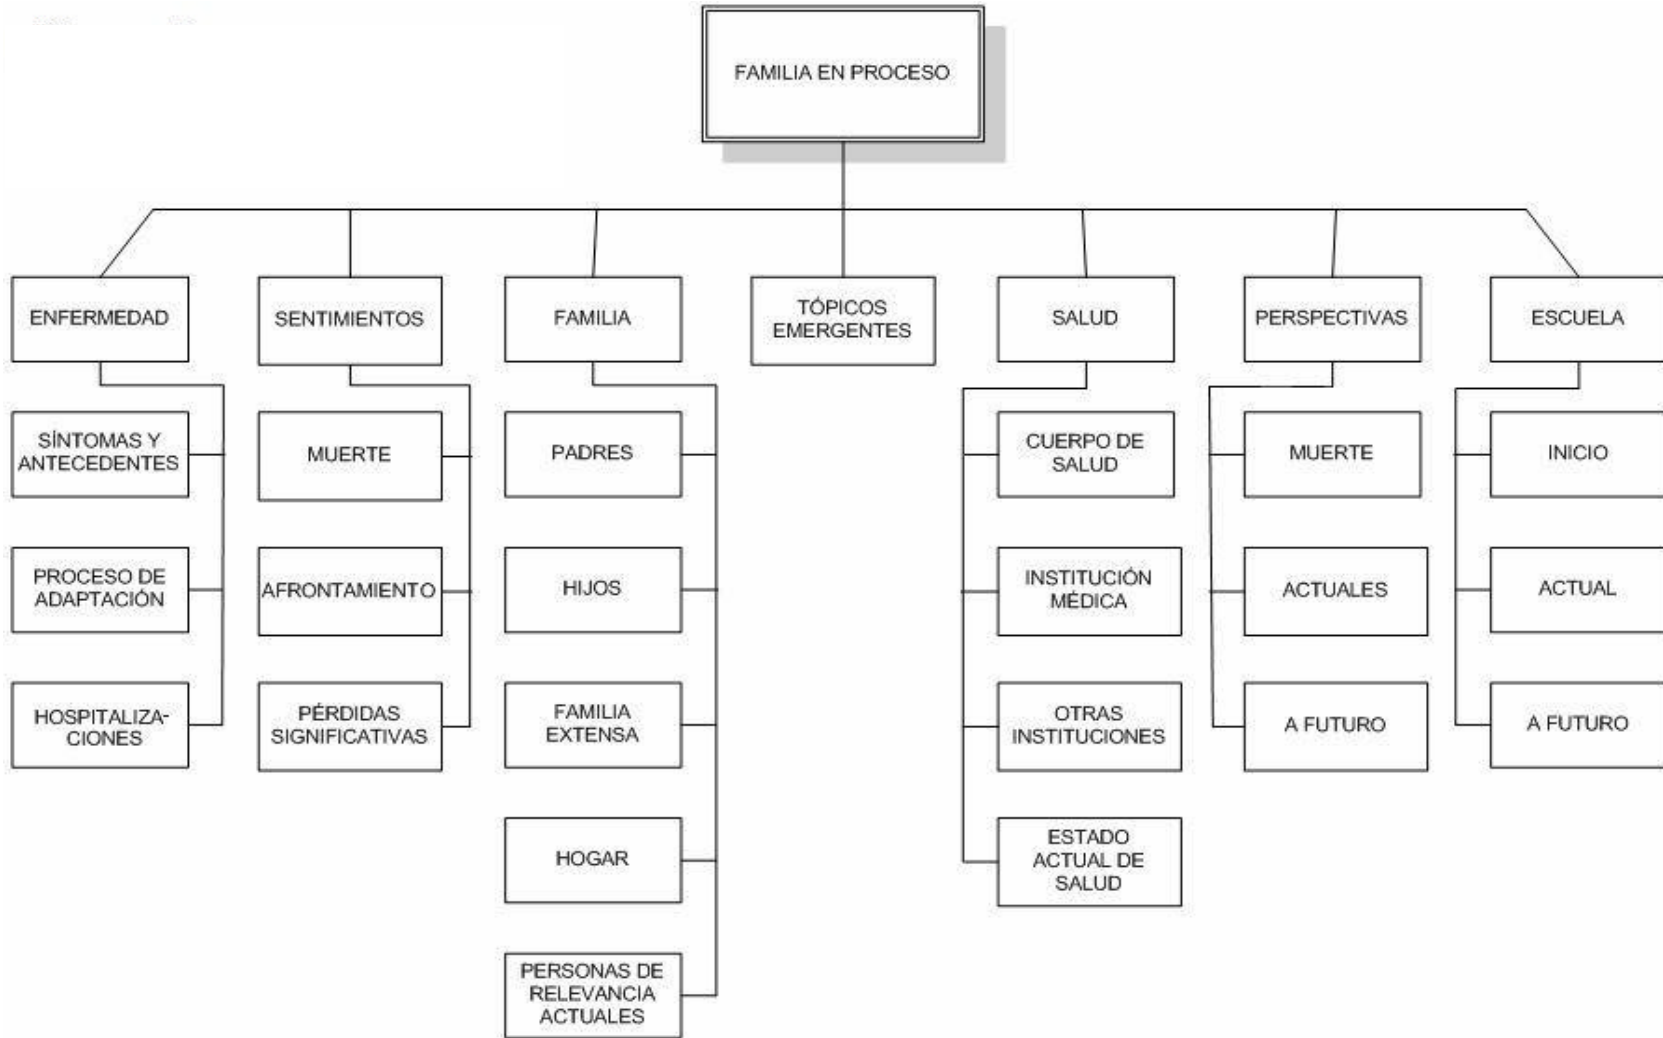 FAMILIA EN PROCESO
ENFERMEDAD
SENTIMIENTOS
FAMILIA
TÓPICOS
EMERGENTES
SALUD
PERSPECTIVAS
ESCUELA
SÍNTOMAS Y
ANTECEDENTES
PROCESO DE
ADAPTACIÓN
HOSPITALIZA-
CIONES
MUERTE
AFRONTAMIENTO
PÉRDIDAS
SIGNIFICATIVAS
PADRES
HIJOS
FAMILIA
EXTENSA
HOGAR
PERSONAS DE
RELEVANCIA
ACTUALES
CUERPO DE
SALUD
INSTITUCIÓN
MÉDICA
OTRAS
INSTITUCIONES
ESTADO
ACTUAL DE
SALUD
MUERTE
ACTUALES
A FUTURO
INICIO
ACTUAL
A FUTURO